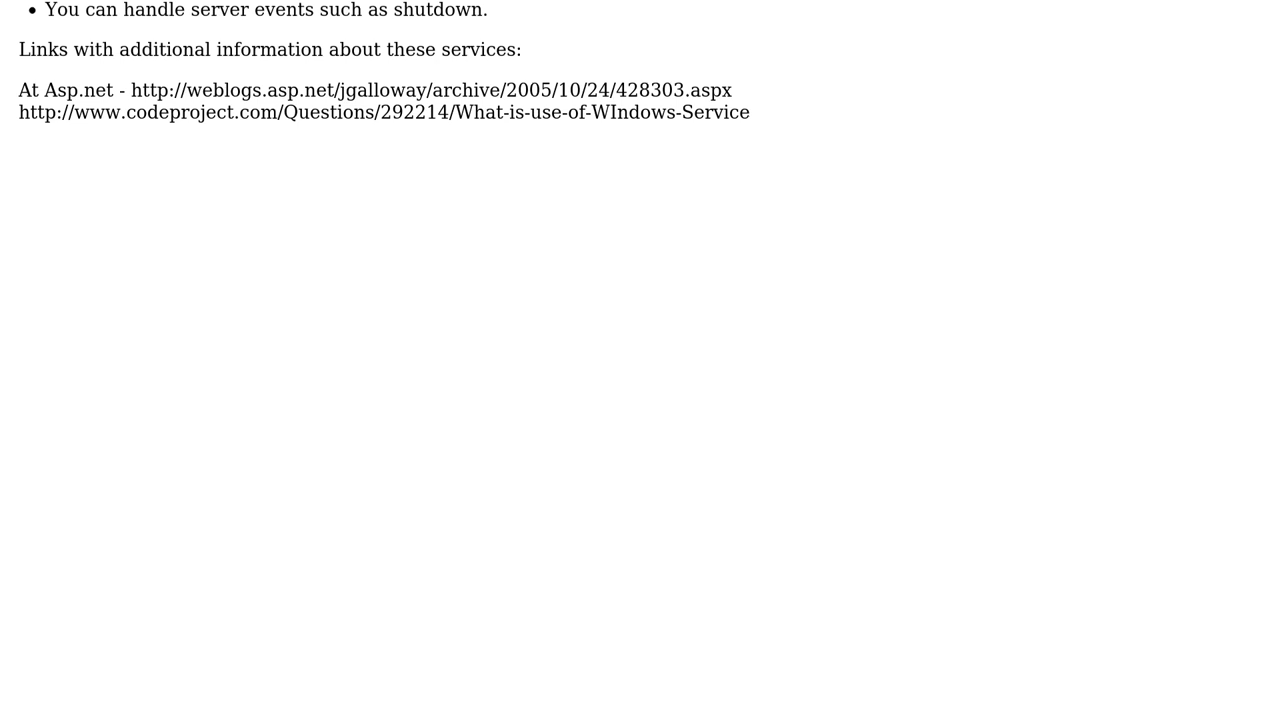 • You can handle server events such as shutdown.
Links with additional information about these services:
At Asp.net - http://weblogs.asp.net/jgalloway/archive/2005/10/24/428303.aspx
http://www.codeproject.com/Questions/292214/What-is-use-of-WIndows-Service